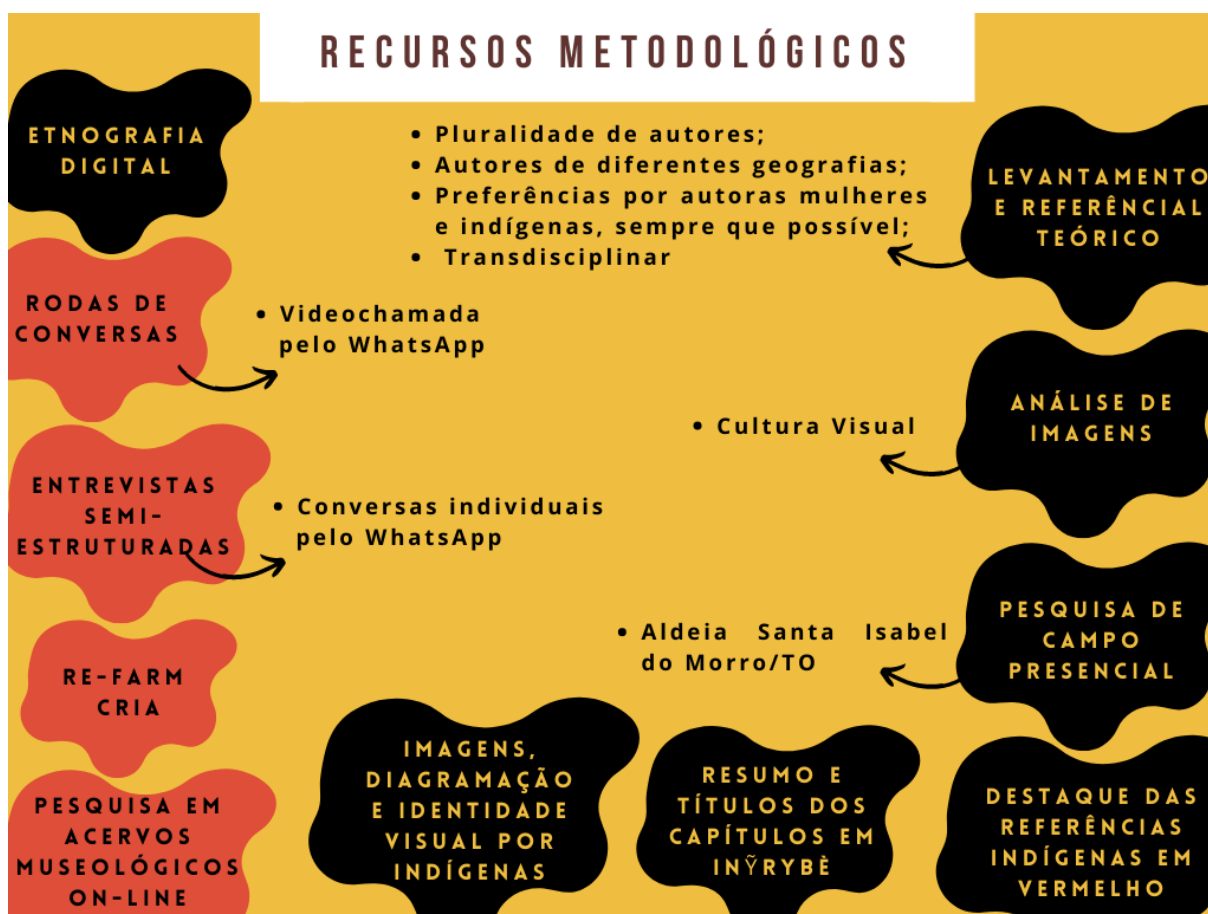 RECURSOS METODOLÓGICOS
ETNOGRAFIA
DIGITAL
• Pluralidade de autores;
• Autores de diferentes geografias;
• Preferências por autoras mulheres
e indígenas, sempre que possível;
• Transdisciplinar
LEVANTAMENTO
E REFERÊNCIAL
TEÓRICO
RODAS DE
CONVERSAS
• Videochamada
pelo WhatsApp
ANÁLISE DE
IMAGENS
• Cultura Visual
ENTREVISTAS
SEMI-
ESTRUTURADAS
• Conversas individuais
pelo WhatsApp
PESQUISA DE
CAMPO
PRESENCIAL
• Aldeia Santa Isabel
do Morro/TO
RE-FARM
CRIA
PESQUISA EM
ACERVOS
MUSEOLÓGICOS
ON-LINE
IMAGENS,
DIAGRAMAÇÃO
E IDENTIDADE
VISUAL POR
INDÍGENAS
RESUMO E
TÍTULOS DOS
CAPÍTULOS EM
INỸRYBÈ
DESTAQUE DAS
REFERÊNCIAS
INDÍGENAS EM
VERMELHO